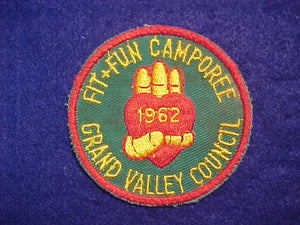 FIT+FUN CAMPOREE
1962
GRAND VALLEY COUNCIL